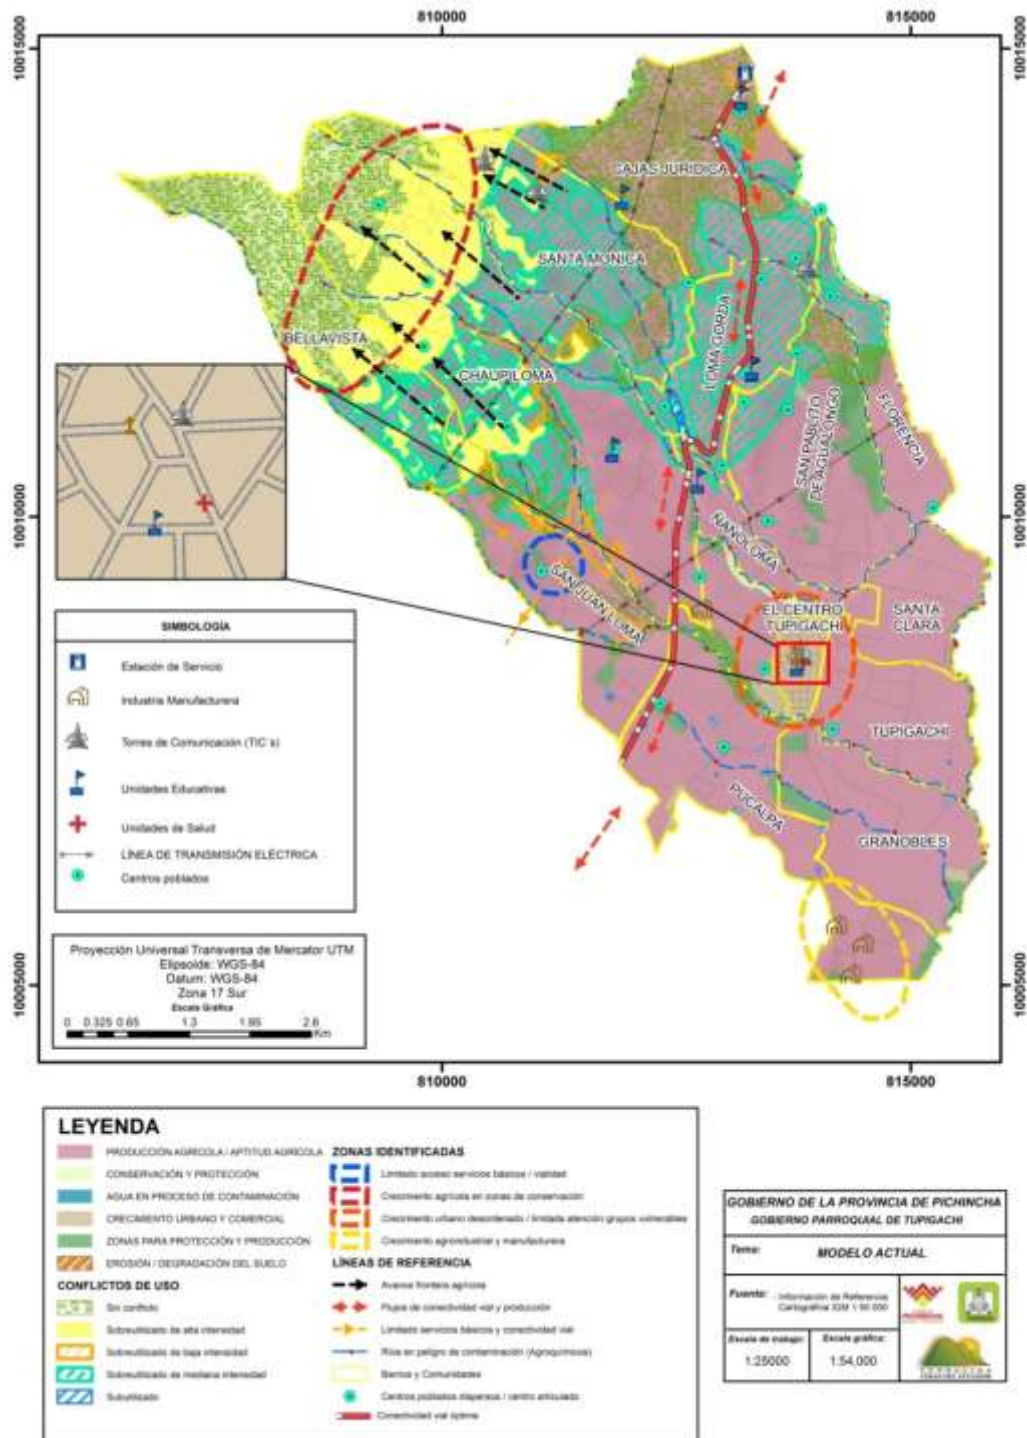 810000
815000
10015000
10015000
CAJAS JURIDICA
SANTA MONICA
LOMA GORDA
BELLAVISTA
CHAUPILOMA
SAN PABLITO
DE AGUALONGO
FLORENCIA
10010000
10010000
ÑAÑOLOMA
SAN JUAN LOMA
EL CENTRO
TUPIGACHI
SANTA
CLARA
TUPIGACHI
PUCALPA
GRANOBLES
SIMBOLOGÍA
Estación de Servicio
Industria Manufacturera
Torres de Comunicación (TIC´s)
Unidades Educativas
Unidades de Salud
LÍNEA DE TRANSMISIÓN ELÉCTRICA
Centros poblados
Proyección Universal Transversa de Mercator UTM
Elipsoide: WGS-84
Datum: WGS-84
Zona 17 Sur
Escala Gráfica
0 0.325 0.65 1.3 1.95 2.6
Km
10005000
10005000
810000
815000
LEYENDA
PRODUCCIÓN AGRÍCOLA / APTITUD AGRÍCOLA
CONSERVACIÓN Y PROTECCIÓN
AGUA EN PROCESO DE CONTAMINACIÓN
CRECIMIENTO URBANO Y COMERCIAL
ZONAS PARA PROTECCIÓN Y PRODUCCIÓN
EROSIÓN / DEGRADACIÓN DEL SUELO
CONFLICTOS DE USO
Sin conflicto
Sobreutilizado de alta intensidad
Sobreutilizado de baja intensidad
Sobreutilizado de mediana intensidad
Subutilizado
ZONAS IDENTIFICADAS
Limitado acceso servicios básicos / vialidad
Crecimiento agrícola en zonas de conservación
Crecimiento urbano desordenado / limitada atención grupos vulnerables
Crecimiento agroindustrial y manufacturera
LÍNEAS DE REFERENCIA
Avance frontera agrícola
Flujos de conectividad vial y producción
Limitado servicios básicos y conectividad vial
Ríos en peligro de contaminación (Agroquímicos)
Barrios y Comunidades
Centros poblados dispersos / centro articulado
Conectividad vial óptima
GOBIERNO DE LA PROVINCIA DE PICHINCHA
GOBIERNO PARROQUIAL DE TUPIGACHI
Tema: MODELO ACTUAL
Fuente: - Información de Referencia
Cartográfica IGM 1:50.000
Escala de trabajo:
1:25000
Escala gráfica:
1:54,000